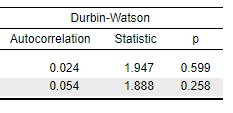 Durbin-Watson
Autocorrelation Statistic p
0.024 1.947 0.599
0.054 1.888 0.258